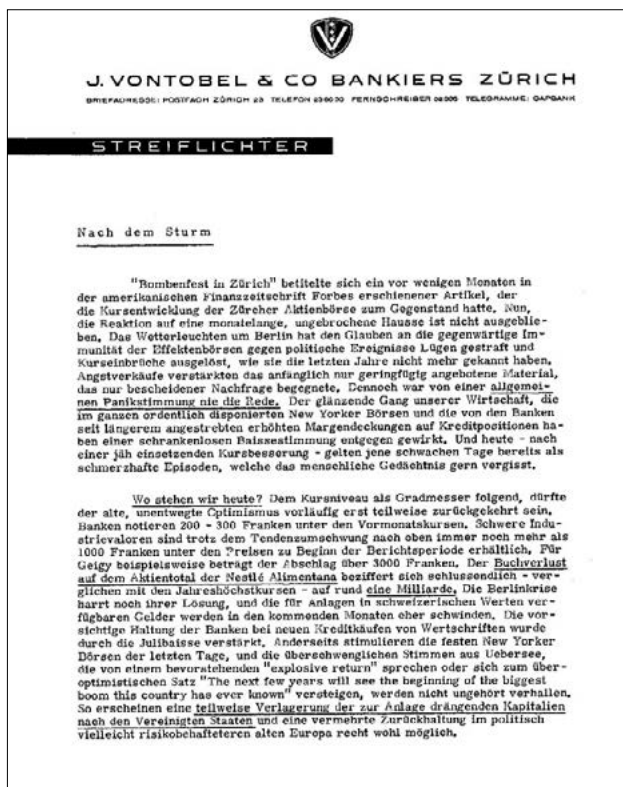 J. VONTOBEL & CO BANKIERS ZÜRICH
BRIEFADRESSE: POSTFACH ZÜRICH 23 TELEFON FERNSCHREIBER TELEGRAMME: CAPBANK
STREIFLICHTER
Nach dem Sturm
"Bombenfest in Zürich" betitelte sich ein vor wenigen Monaten in
der amerikanischen Finanzzeitschrift Forbes erschienener Artikel, der
die Kursentwicklung der Zürcher Aktienbörse zum Gegenstand hatte. Nun,
die Reaktion auf eine monatelange, ungebrochene Hausse ist nicht ausgeblie-
ben. Das Wetterleuchten um Berlin hat den Glauben an die gegenwärtige Im-
munität der Effektenbörsen gegen politische Ereignisse Lügen gestraft und
Kurseinbrüche ausgelöst, wie sie die letzten Jahre nicht mehr gekannt haben.
Angstverkäufe verstärkten das anfänglich nur geringfügig angebotene Material,
das nur bescheidener Nachfrage begegnete. Dennoch war von einer allgemei-
nen Panikstimmung nie die Rede. Der glänzende Gang unserer Wirtschaft, die
im ganzen ordentlich disponierten New Yorker Börsen und die von den Banken
seit längerem angestrebten erhöhten Margendeckungen auf Kreditpositionen ha-
ben einer schrankenlosen Baissestimmung entgegen gewirkt. Und heute - nach
einer jäh einsetzenden Kursbesserung - gelten jene schwachen Tage bereits als
schmerzhafte Episoden, welche das menschliche Gedächtnis gern vergisst.
Wo stehen wir heute? Dem Kursniveau als Gradmesser folgend, dürfte
der alte, unentwegte Optimismus vorläufig erst teilweise zurückgekehrt sein.
Banken notieren 200 - 300 Franken unter den Vormonatskursen. Schwere Indu-
strievaloren sind trotz dem Tendenzumschwung nach oben immer noch mehr als
1000 Franken unter den Preisen zu Beginn der Berichtsperiode erhältlich. Für
Geigy beispielsweise beträgt der Abschlag über 3000 Franken. Der Buchverlust
auf dem Aktientotal der Nestlé Alimentana beziffert sich schlussendlich - ver-
glichen mit den Jahreshöchstkursen - auf rund eine Milliarde. Die Berlinkrise
harrt noch ihrer Lösung, und die für Anlagen in schweizerischen Werten ver-
fügbaren Gelder werden in den kommenden Monaten eher schwinden. Die vor-
sichtige Haltung der Banken bei neuen Kreditkäufen von Wertschriften wurde
durch die Julibaisse verstärkt. Anderseits stimulieren die festen New Yorker
Börsen der letzten Tage, und die überschwenglichen Stimmen aus Uebersee,
die von einem bevorstehenden "explosive return" sprechen oder sich zum über-
optimistischen Satz "The next few years will see the beginning of the biggest
boom this country has ever known" versteigen, werden nicht ungehört verhallen.
So erscheinen eine teilweise Verlagerung der zur Anlage drängenden Kapitalien
nach den Vereinigten Staaten und eine vermehrte Zurückhaltung im politisch
vielleicht risikobehafteteren alten Europa recht wohl möglich.